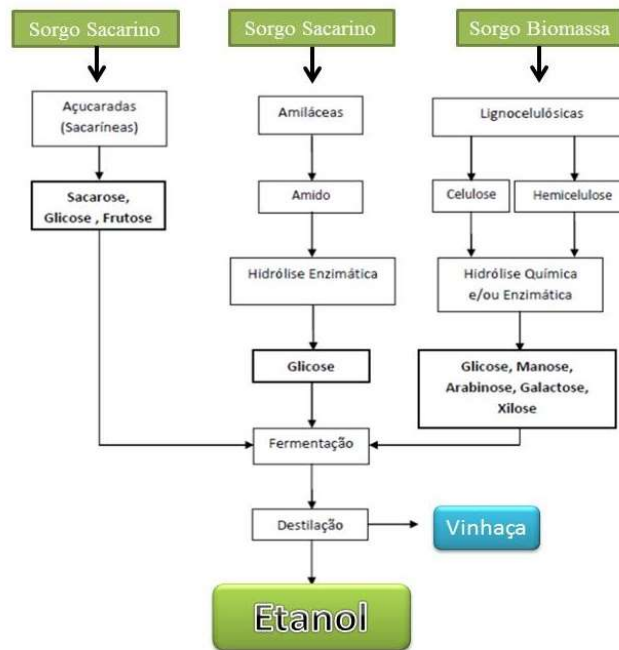 Sorgo Sacarino
Sorgo Sacarino
Sorgo Biomassa
Açucaradas
(Sacaríneas)
Amiláceas
Lignocelulósicas
Sacarose,
Glicose , Frutose
Amido
Celulose
Hemicelulose
Hidrólise Enzimática
Hidrólise Química
e/ou Enzimática
Glicose
Glicose, Manose,
Arabinose, Galactose,
Xilose
Fermentação
Destilação
Vinhaça
Etanol